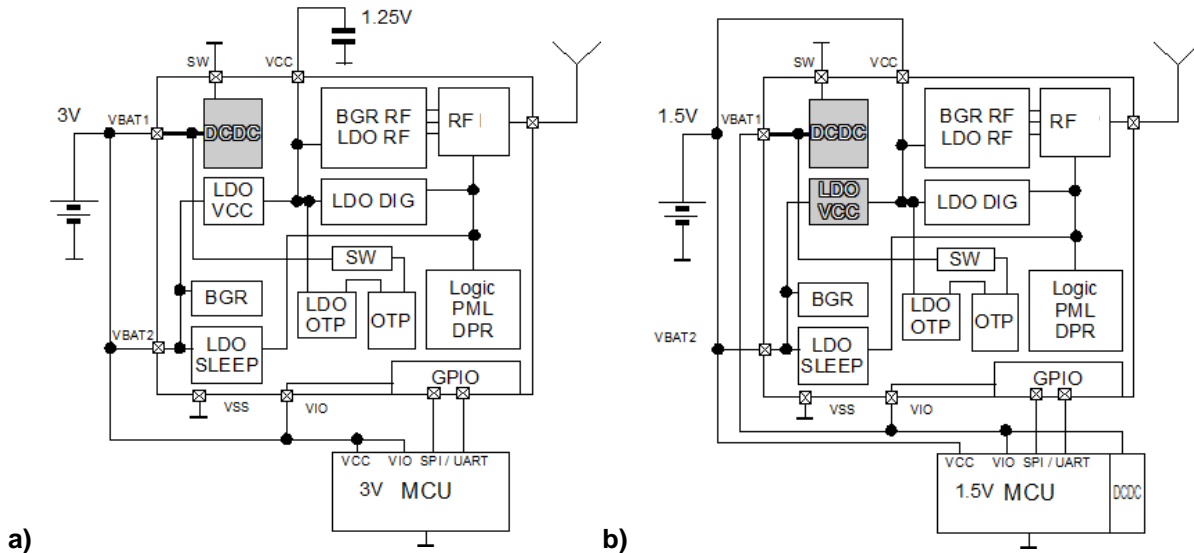 1.25V
SW
VCC
3V
VBAT1
DCDC
BGR RF
LDO RF
RF
LDO
VCC
LDO DIG
SW
BGR
LDO
OTP
OTP
Logic
PML
DPR
VBAT2
LDO
SLEEP
GPIO
VSS
VIO
VCC
VIO
SPI / UART
3V
MCU
a)
SW
VCC
1.5V
VBAT1
DCDC
BGR RF
LDO RF
RF
LDO
VCC
LDO DIG
SW
BGR
LDO
OTP
OTP
Logic
PML
DPR
VBAT2
LDO
SLEEP
GPIO
VSS
VIO
VCC
VIO
SPI / UART
1.5V
MCU
DCDC
b)